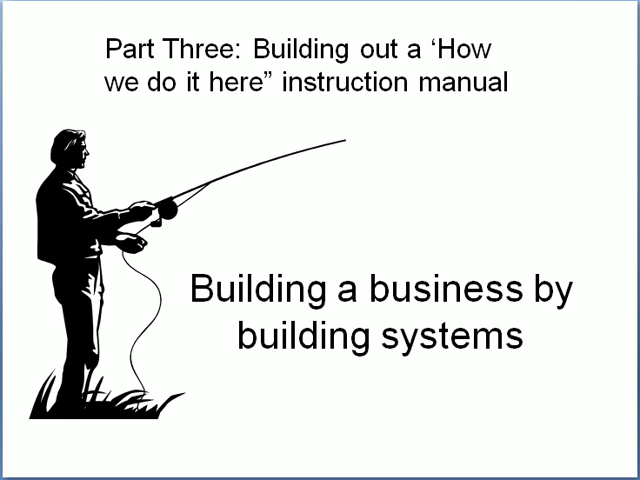 Part Three: Building out a ‘How
we do it here” instruction manual
Building a business by
building systems